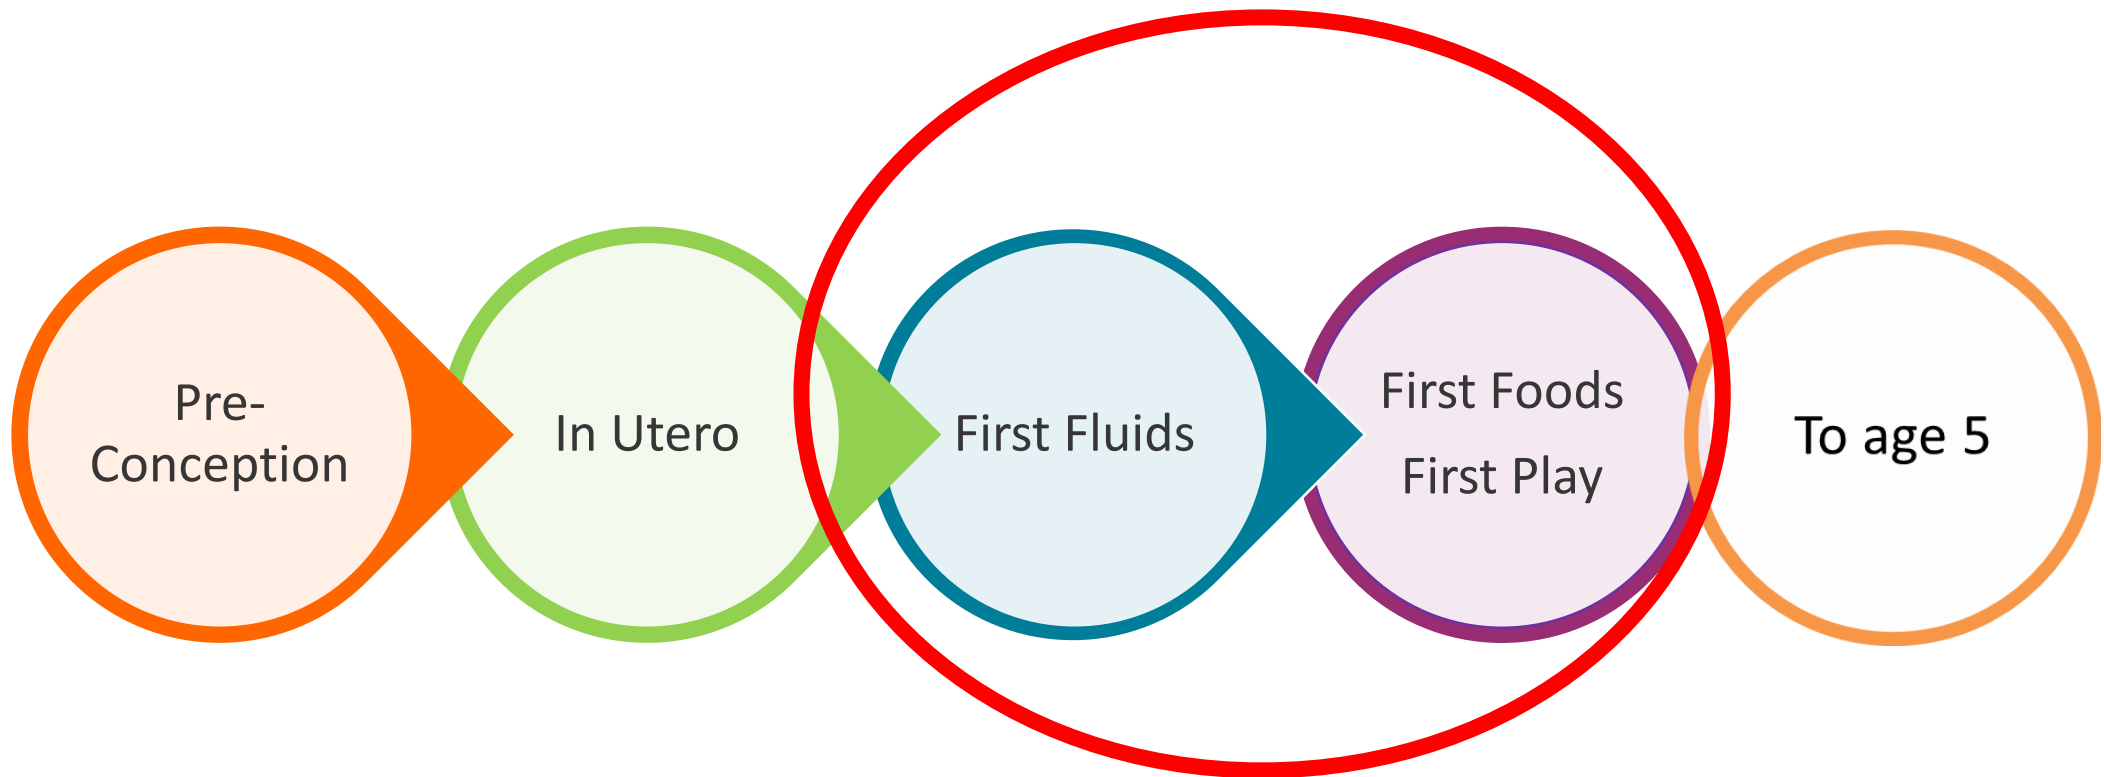 Pre-
Conception
In Utero
First Fluids
First Foods
First Play
To age 5